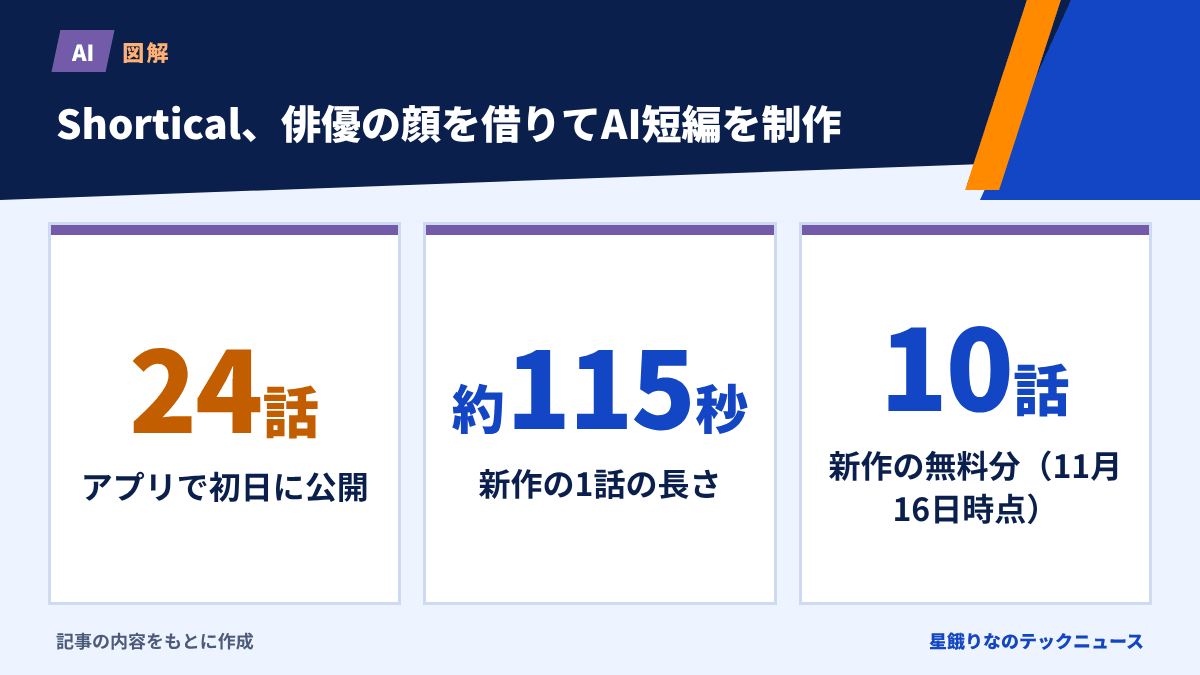 AI 図解
Shortical、俳優の顔を借りてAI短編を制作
24話
アプリで初日に公開
約115秒
新作の1話の長さ
10話
新作の無料分（11月
16日時点）
記事の内容をもとに作成
星餓りなのテックニュース